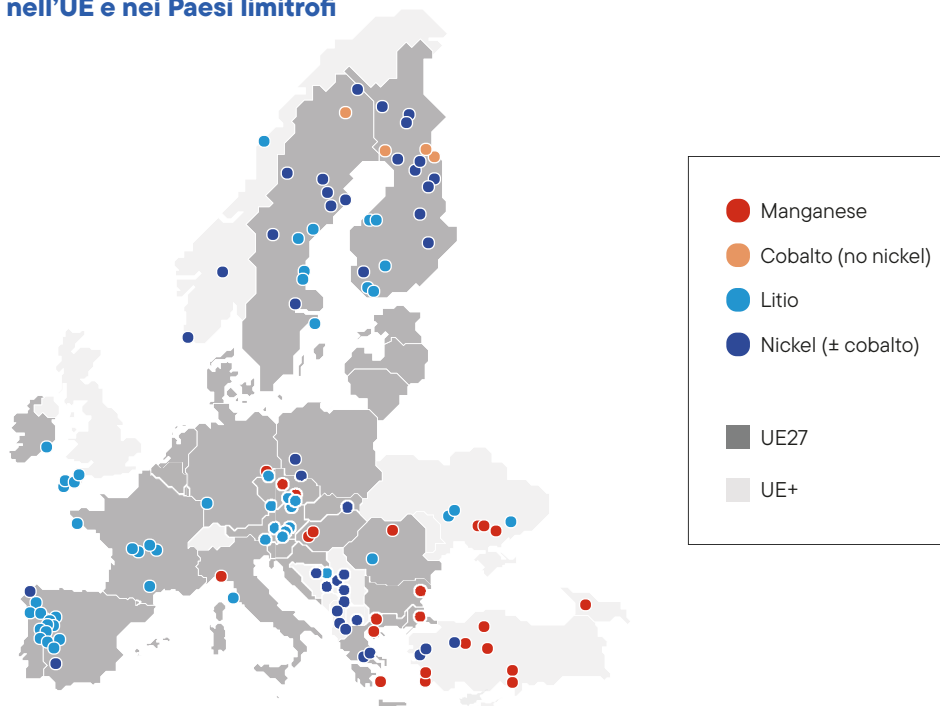 nell'UE e nei Paesi limitrofi
Manganese
Cobalto (no nickel)
Litio
Nickel (± cobalto)
UE27
UE+